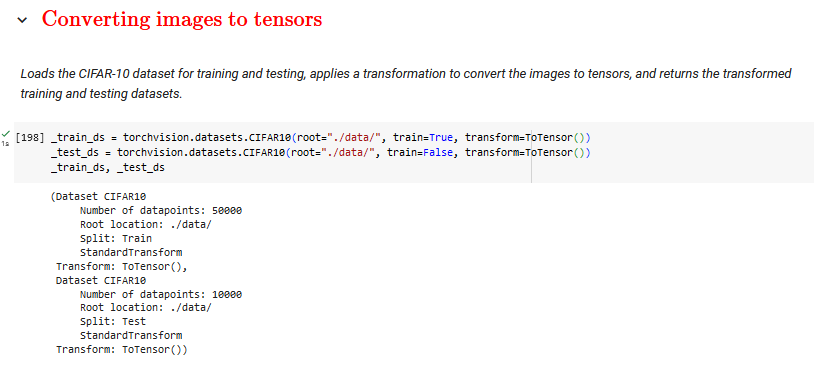 Converting images to tensors
Loads the CIFAR-10 dataset for training and testing, applies a transformation to convert the images to tensors, and returns the transformed
training and testing datasets.
[198] _train_ds = torchvision.datasets.CIFAR10(root="./data/", train=True, transform=ToTensor())
1s
_test_ds = torchvision.datasets.CIFAR10(root="./data/", train=False, transform=ToTensor())
_train_ds, _test_ds
(Dataset CIFAR10
Number of datapoints: 50000
Root location: ./data/
Split: Train
StandardTransform
Transform: ToTensor(),
Dataset CIFAR10
Number of datapoints: 10000
Root location: ./data/
Split: Test
StandardTransform
Transform: ToTensor())